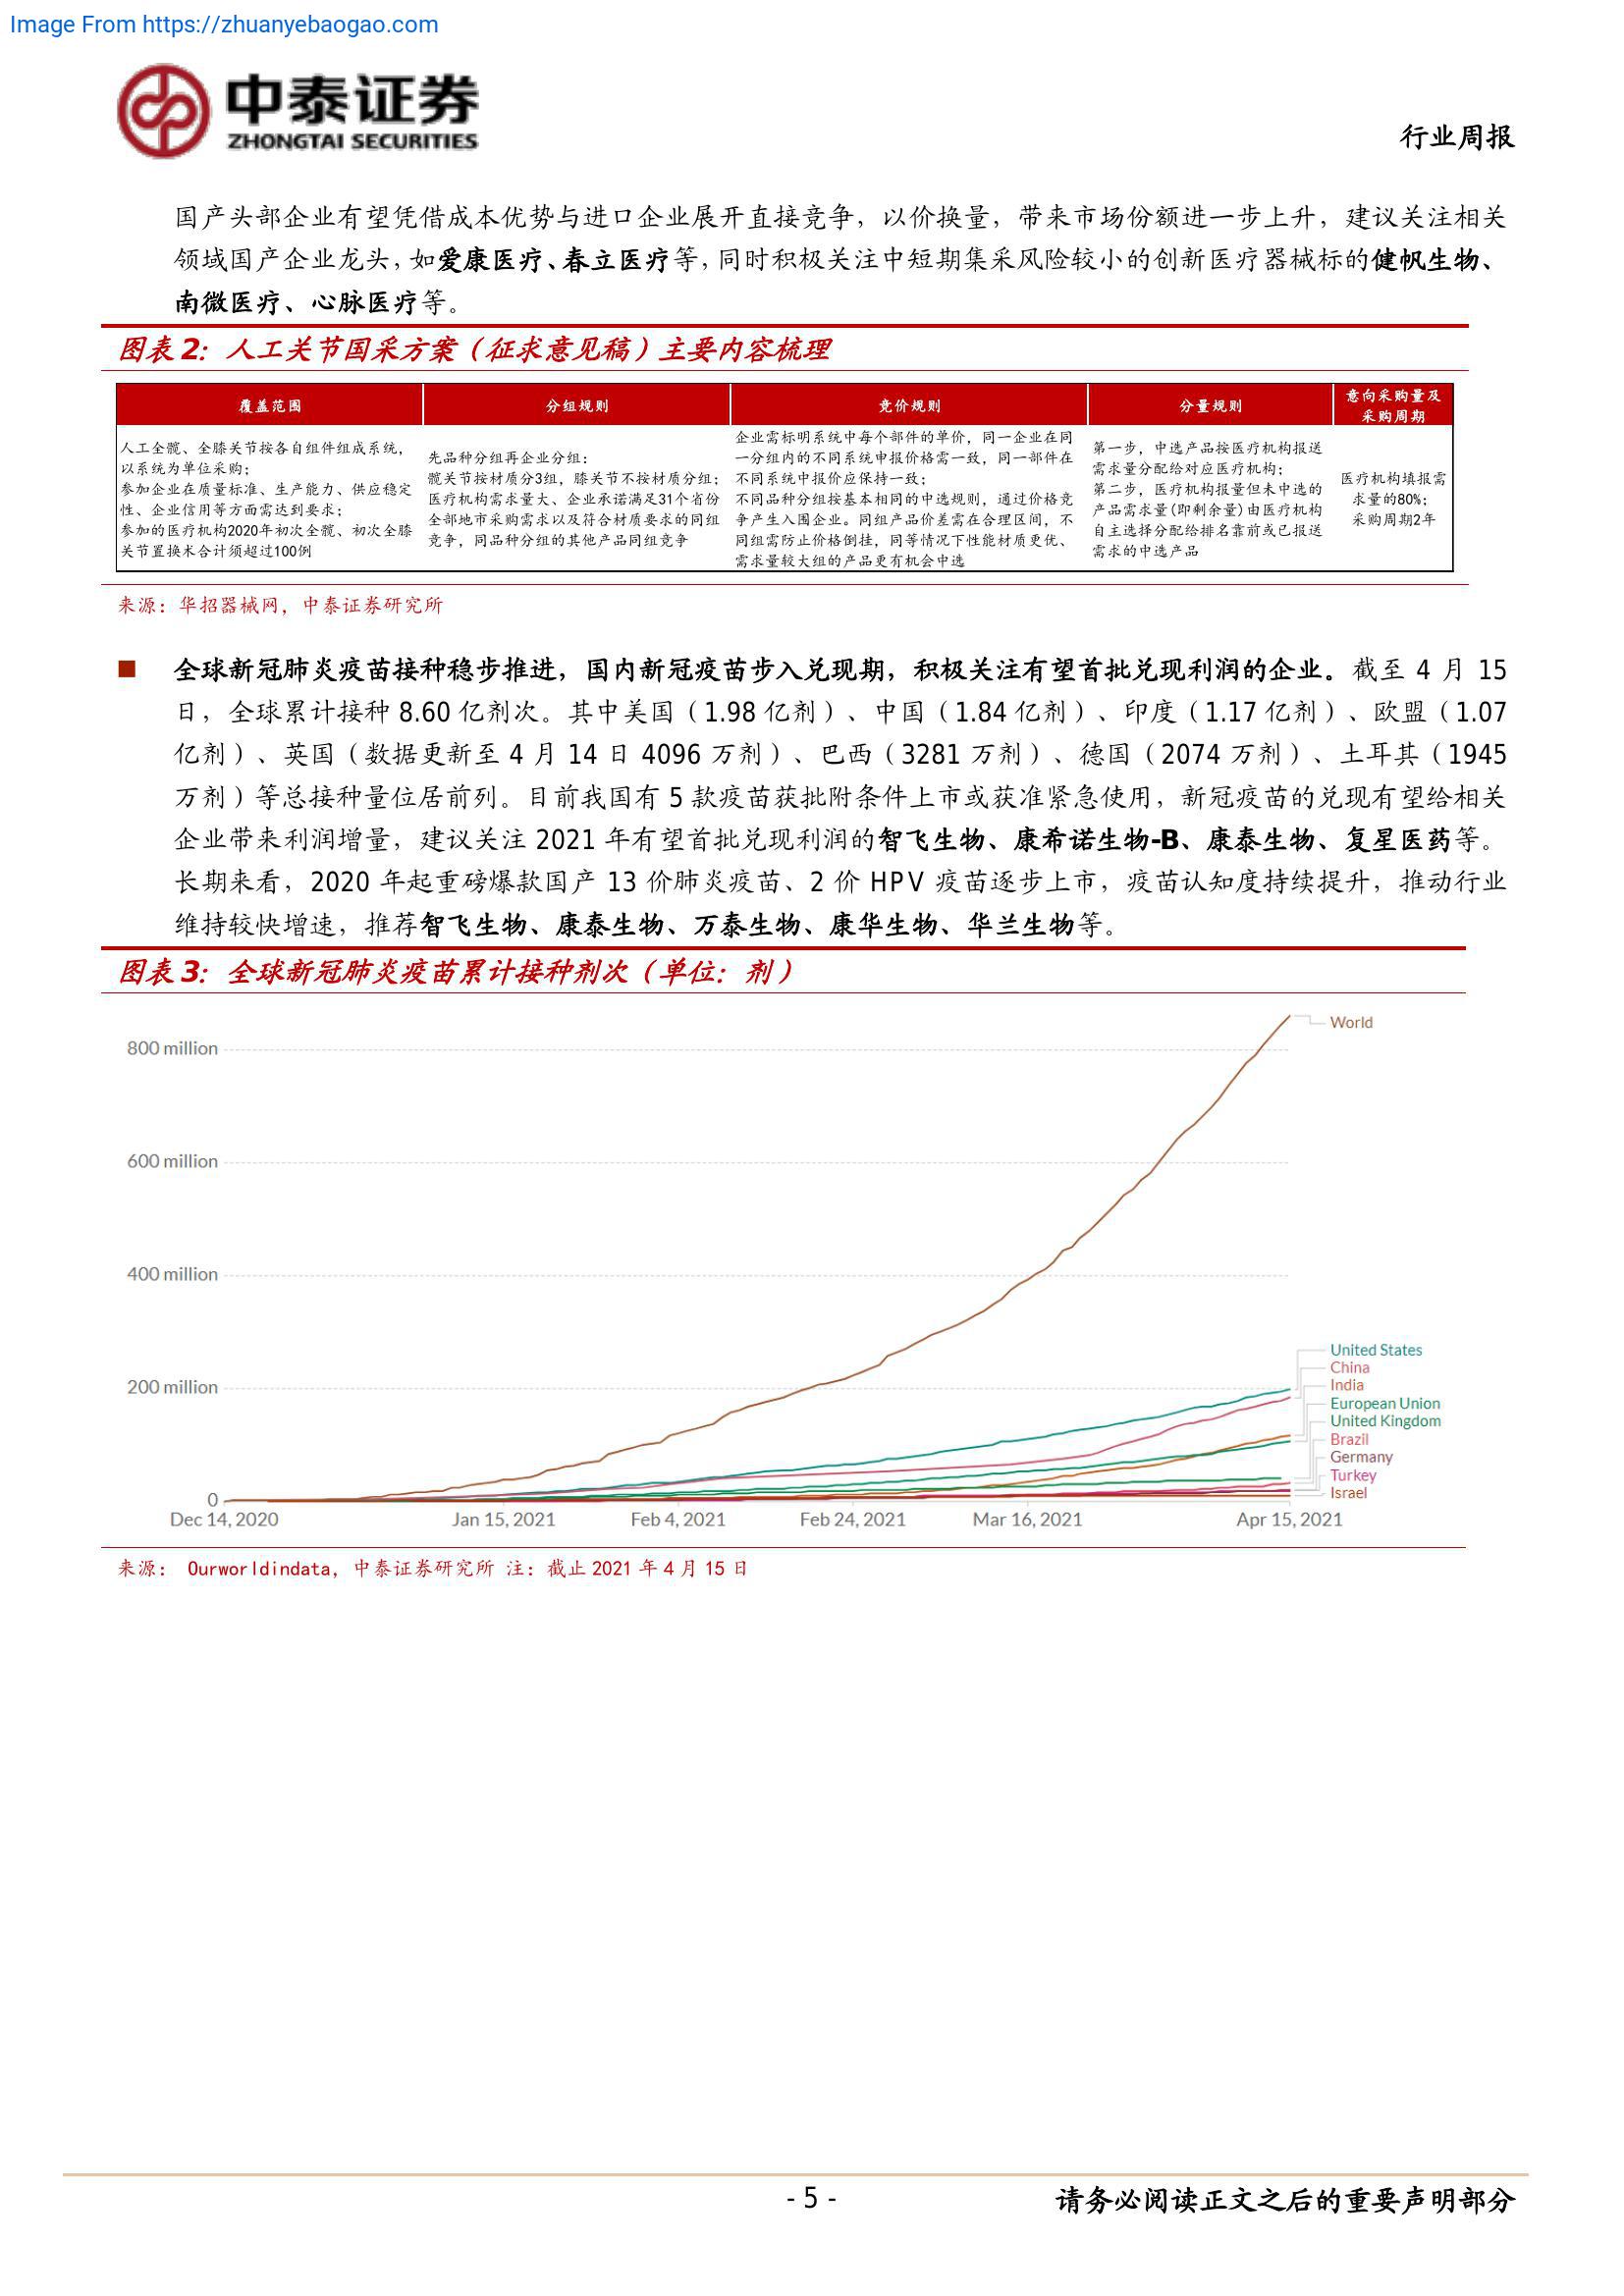 Image From https://zhuanyebaogao.com
中泰证券
ZHONGTAI SECURITIES
行业周报
国产头部企业有望凭借成本优势与进口企业展开直接竞争，以价换量，带来市场份额进一步上升，建议关注相关
领域国产企业龙头，如爱康医疗、春立医疗等，同时积极关注中短期集采风险较小的创新医疗器械标的健帆生物、
南微医疗、心脉医疗等。
图表2：人工关节国采方案（征求意见稿）主要内容梳理
覆盖范围
人工全髋、全膝关节按各自组件组成系统，
以系统为单位采购；
参加企业在质量标准、生产能力、供应稳定
性、企业信用等方面需达到要求；
参加的医疗机构2020年初次全髋、初次全膝
关节置换术合计须超过100例
分组规则
先品种分组再企业分组：
髋关节按材质分3组，膝关节不按材质分组；
医疗机构需求量大、企业承诺满足31个省份
全部地市采购需求以及符合材质要求的同组
竞争，同品种分组的其他产品同组竞争
竞价规则
企业需标明系统中每个部件的单价，同一企业在同
一分组内的不同系统申报价格需一致，同一部件在
不同系统中报价应保持一致；
不同品种分组按基本相同的中选规则，通过价格竞
争产生入围企业。同组产品价差需在合理区间，不
同组需防止价格倒挂，同等情况下性能材质更优、
需求量较大组的产品更有机会中选
分量规则
第一步，中选产品按医疗机构报送
需求量分配给对应医疗机构；
第二步，医疗机构报量但未中选的
产品需求量(即剩余量)由医疗机构
自主选择分配给排名靠前或已报送
需求的中选产品
意向采购量及
采购周期
医疗机构填报需
求量的80%；
采购周期2年
来源：华招器械网，中泰证券研究所
■ 全球新冠肺炎疫苗接种稳步推进，国内新冠疫苗步入兑现期，积极关注有望首批兑现利润的企业。截至 4 月 15
日，全球累计接种 8.60 亿剂次。其中美国（1.98 亿剂）、中国（1.84 亿剂）、印度（1.17 亿剂）、欧盟（1.07
亿剂）、英国（数据更新至 4 月 14 日 4096 万剂）、巴西（3281 万剂）、德国（2074 万剂）、土耳其（1945
万剂）等总接种量位居前列。目前我国有 5 款疫苗获批附条件上市或获准紧急使用，新冠疫苗的兑现有望给相关
企业带来利润增量，建议关注 2021 年有望首批兑现利润的智飞生物、康希诺生物-B、康泰生物、复星医药等。
长期来看，2020 年起重磅爆款国产 13 价肺炎疫苗、2 价 HPV 疫苗逐步上市，疫苗认知度持续提升，推动行业
维持较快增速，推荐智飞生物、康泰生物、万泰生物、康华生物、华兰生物等。
图表3：全球新冠肺炎疫苗累计接种剂次（单位：剂）
800 million
600 million
400 million
200 million
0
World
United States
China
India
European Union
United Kingdom
Brazil
Germany
Turkey
Israel
Dec 14, 2020
Jan 15, 2021
Feb 4, 2021
Feb 24, 2021
Mar 16, 2021
Apr 15, 2021
来源： Ourworldindata，中泰证券研究所 注：截止 2021 年 4 月 15 日
- 5 -
请务必阅读正文之后的重要声明部分